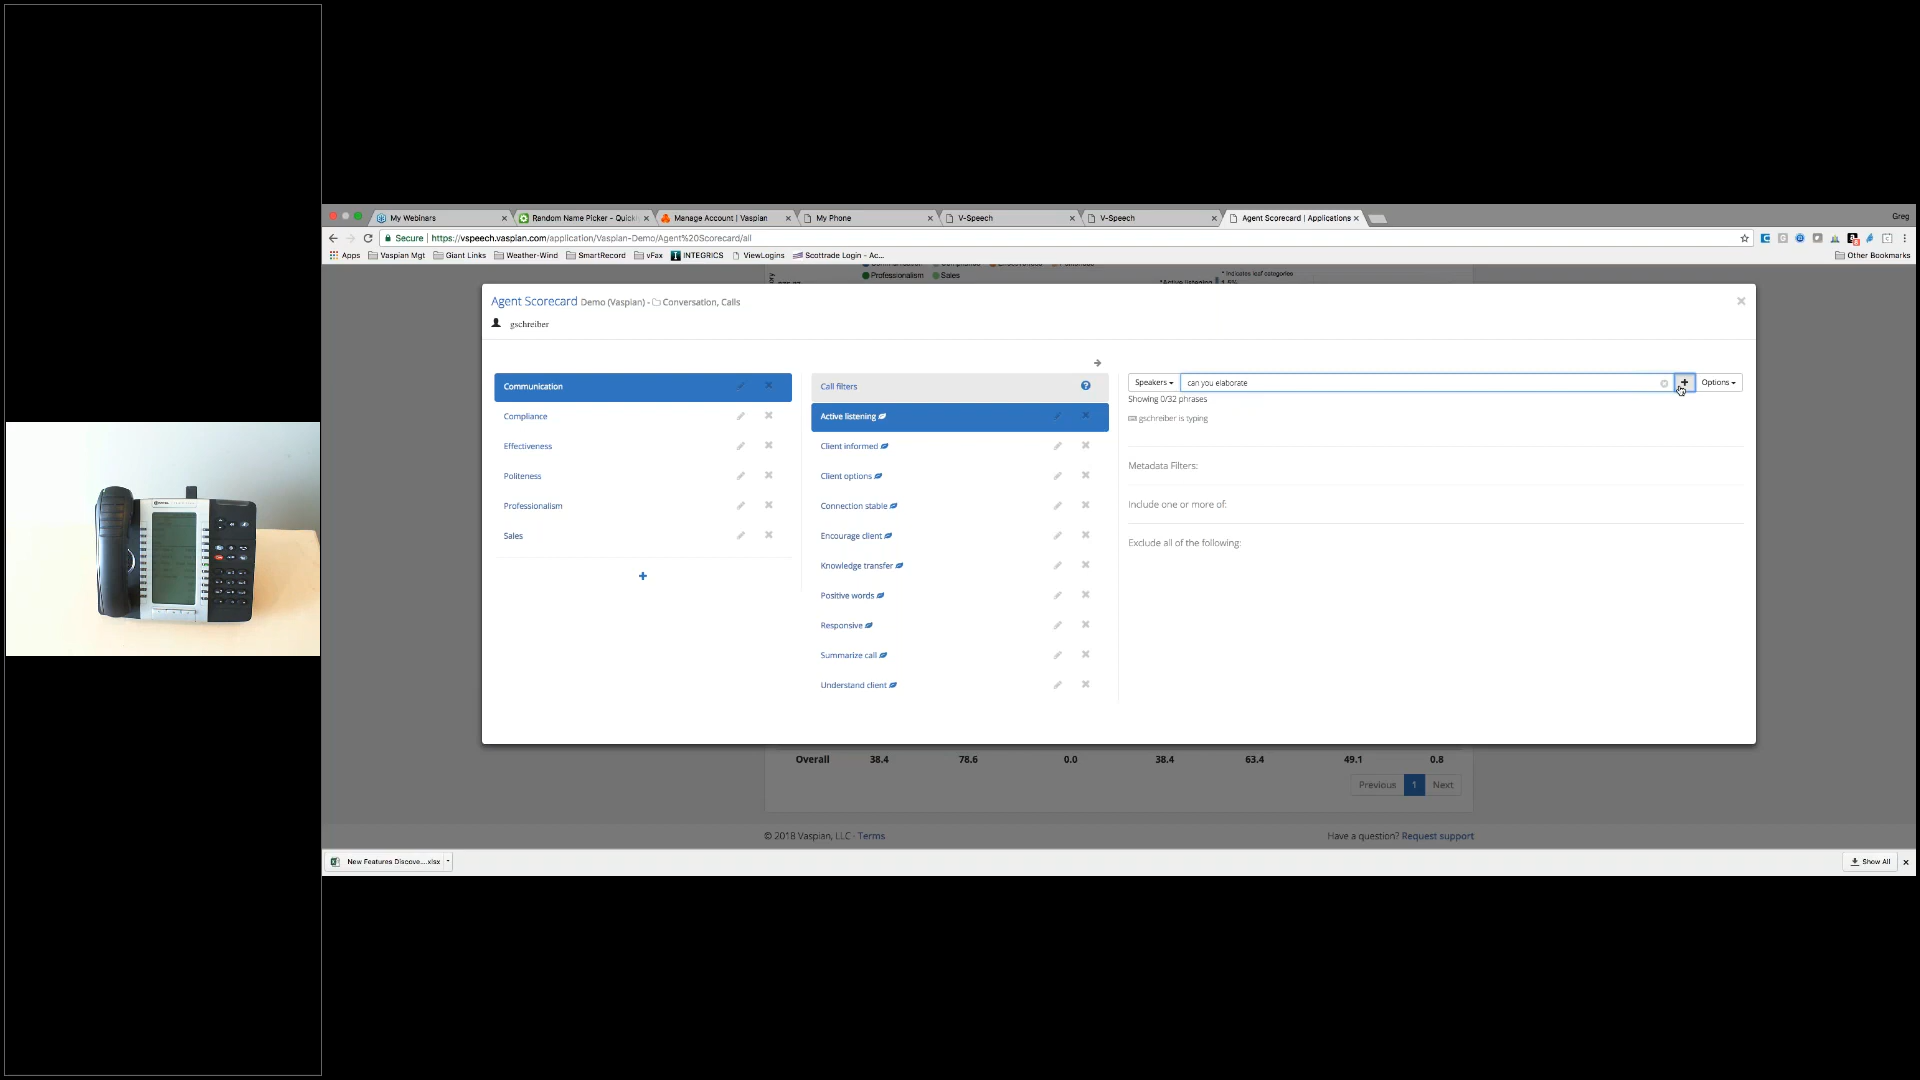 My Webinars
Random Name Picker - Quick
Manage Account | Vaspian
My Phone
V-Speech
V-Speech
Agent Scorecard | Applications
Greg
Secure | https://vspeech.vaspian.com/application/Vaspian-Demo/Agent%20Scorecard/all
Apps
Vaspian Mgt
Giant Links
Weather-Wind
SmartRecord
vFax
INTEGRICS
ViewLogins
Scottrade Login - Ac...
Other Bookmarks
Professionalism
Sales
* Indicates leaf categories
*Active listening
Agent Scorecard Demo (Vaspian) - Conversation, Calls
gschreiber
Communication
Compliance
Effectiveness
Politeness
Professionalism
Sales
+
Call filters
Active listening
Client informed
Client options
Connection stable
Encourage client
Knowledge transfer
Positive words
Responsive
Summarize call
Understand client
Speakers
can you elaborate
+
Options
Showing 0/32 phrases
gschreiber is typing
Metadata Filters:
Include one or more of:
Exclude all of the following:
Overall 38.4 78.6 0.0 38.4 63.4 49.1 0.8
Previous 1 Next
© 2018 Vaspian, LLC · Terms
Have a question? Request support
New Features Discove....xlsx
Show All